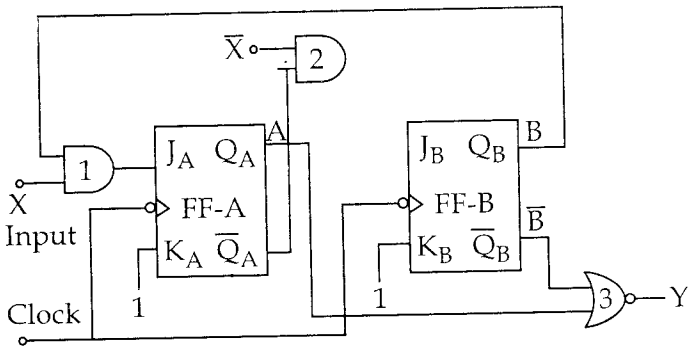 X̅
2
A
B
1
J_A Q_A
J_B Q_B
X
Input
FF-A
FF-B
B̅
K_A Q̅_A
K_B Q̅_B
1
1
3
Y
Clock